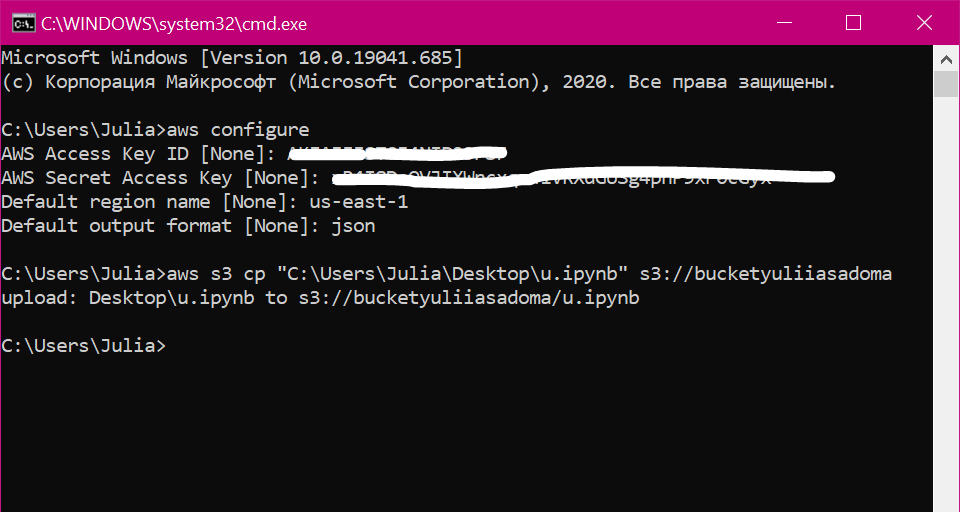 C:\WINDOWS\system32\cmd.exe
Microsoft Windows [Version 10.0.19041.685]
(c) Корпорация Майкрософт (Microsoft Corporation), 2020. Все права защищены.
C:\Users\Julia>aws configure
AWS Access Key ID [None]:
AWS Secret Access Key [None]:
Default region name [None]: us-east-1
Default output format [None]: json
C:\Users\Julia>aws s3 cp "C:\Users\Julia\Desktop\u.ipynb" s3://bucketyuliiasadoma
upload: Desktop\u.ipynb to s3://bucketyuliiasadoma/u.ipynb
C:\Users\Julia>